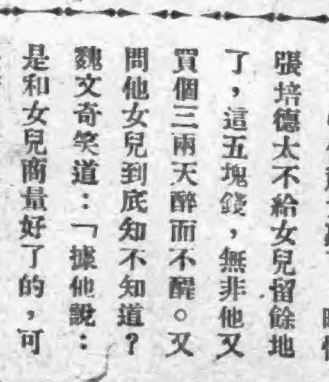 張培德太不給女兒留餘地
了，這五塊錢，無非他又
買個三兩天醉而不醒。又
問他女兒到底知不知道？
魏文奇笑道：「據他說：
是和女兒商量好了的，可